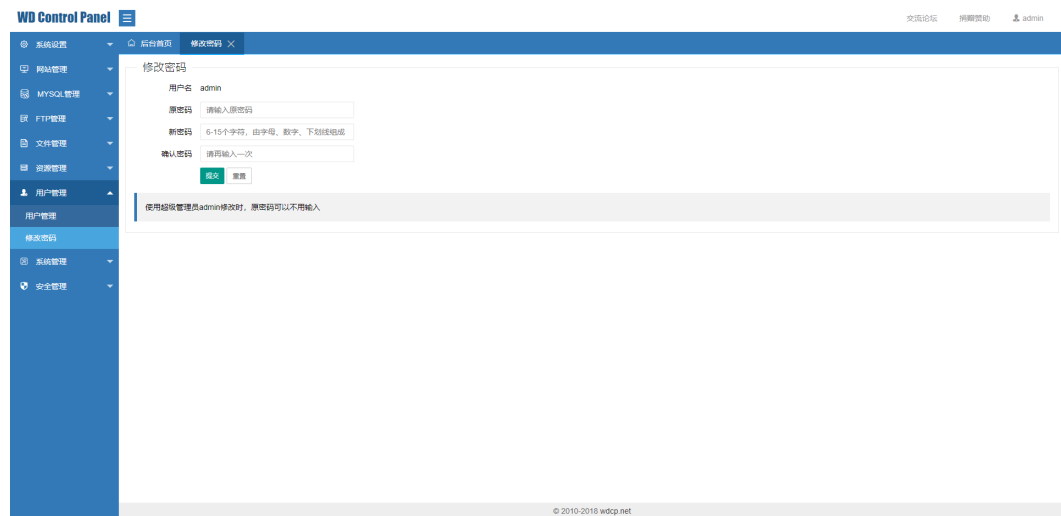 WD Control Panel
交流论坛 捐赠赞助 admin
系统设置
网站管理
MYSQL管理
FTP管理
文件管理
资源管理
用户管理
用户管理
修改密码
系统管理
安全管理
后台首页 修改密码
修改密码
用户名 admin
原密码 请输入原密码
新密码 6-15个字符，由字母、数字、下划线组成
确认密码 请再输入一次
提交 重置
使用超级管理员admin修改时，原密码可以不用输入
© 2010-2018 wdcp.net